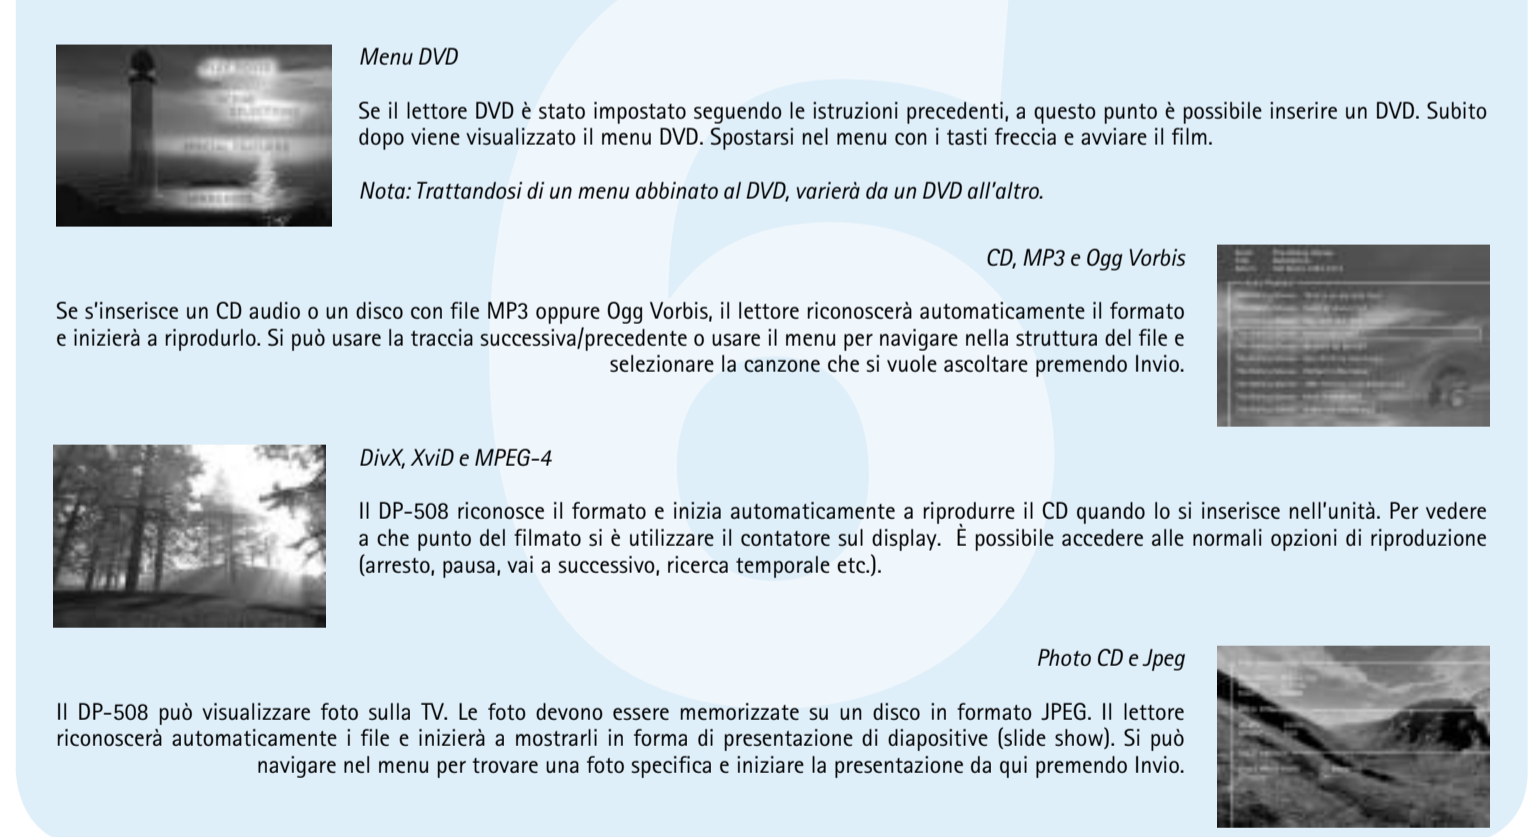 Menu DVD
Se il lettore DVD è stato impostato seguendo le istruzioni precedenti, a questo punto è possibile inserire un DVD. Subito
dopo viene visualizzato il menu DVD. Spostarsi nel menu con i tasti freccia e avviare il film.
Nota: Trattandosi di un menu abbinato al DVD, varierà da un DVD all'altro.
CD, MP3 e Ogg Vorbis
Se s'inserisce un CD audio o un disco con file MP3 oppure Ogg Vorbis, il lettore riconoscerà automaticamente il formato
e inizierà a riprodurlo. Si può usare la traccia successiva/precedente o usare il menu per navigare nella struttura del file e
selezionare la canzone che si vuole ascoltare premendo Invio.
DivX, XviD e MPEG-4
Il DP-508 riconosce il formato e inizia automaticamente a riprodurre il CD quando lo si inserisce nell'unità. Per vedere
a che punto del filmato si è utilizzare il contatore sul display. È possibile accedere alle normali opzioni di riproduzione
(arresto, pausa, vai a successivo, ricerca temporale etc.).
Photo CD e Jpeg
Il DP-508 può visualizzare foto sulla TV. Le foto devono essere memorizzate su un disco in formato JPEG. Il lettore
riconoscerà automaticamente i file e inizierà a mostrarli in forma di presentazione di diapositive (slide show). Si può
navigare nel menu per trovare una foto specifica e iniziare la presentazione da qui premendo Invio.
6